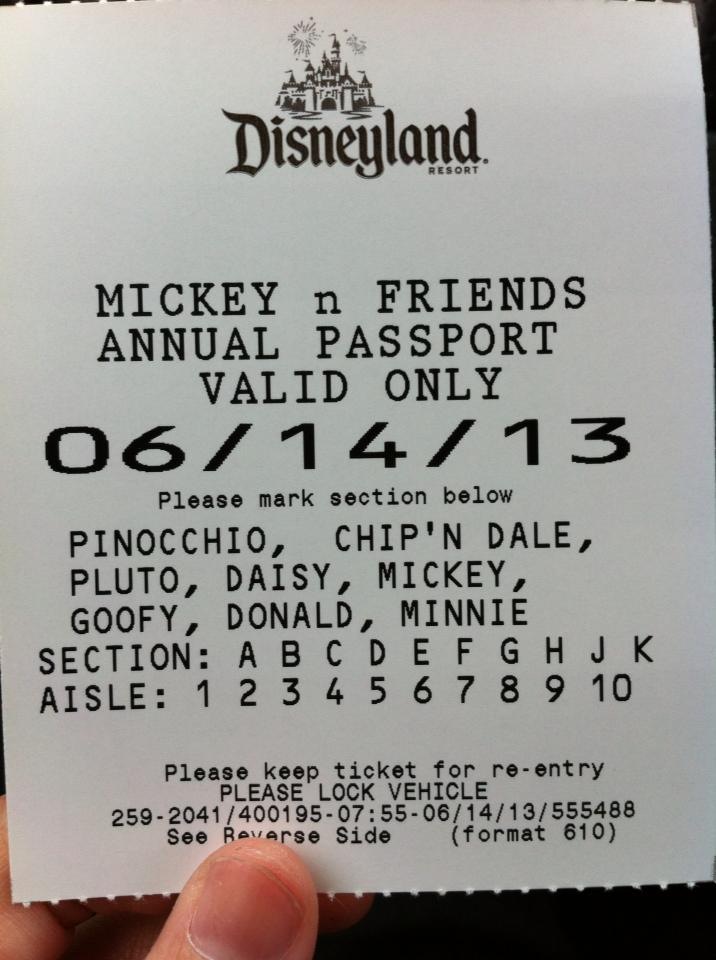 Disneyland
RESORT
MICKEY n FRIENDS
ANNUAL PASSPORT
VALID ONLY
06/14/13
Please mark section below
PINOCCHIO, CHIP'N DALE,
PLUTO, DAISY, MICKEY,
GOOFY, DONALD, MINNIE
SECTION: A B C D E F G H J K
AISLE: 1 2 3 4 5 6 7 8 9 10
Please keep ticket for re-entry
PLEASE LOCK VEHICLE
259-2041/400195-07:55-06/14/13/555488
See Reverse Side (format 610)